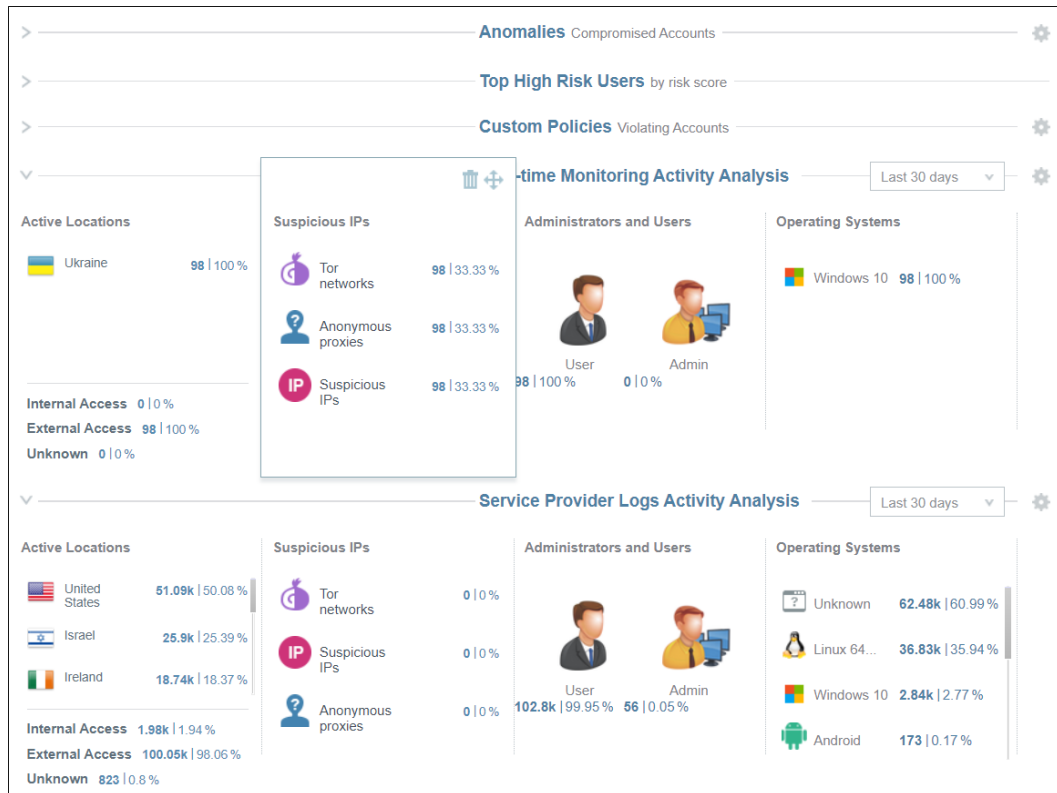 Anomalies Compromised Accounts
Top High Risk Users by risk score
Custom Policies Violating Accounts
-time Monitoring Activity Analysis
Last 30 days
Active Locations
Ukraine 98 | 100 %
Internal Access 0 | 0 %
External Access 98 | 100 %
Unknown 0 | 0 %
Suspicious IPs
Tor
networks
98 | 33.33 %
Anonymous
proxies
98 | 33.33 %
IP
Suspicious
IPs
98 | 33.33 %
Administrators and Users
User
98 | 100 %
Admin
0 | 0 %
Operating Systems
Windows 10 98 | 100 %
Service Provider Logs Activity Analysis
Last 30 days
Active Locations
United
States
51.09k | 50.08 %
Israel 25.9k | 25.39 %
Ireland 18.74k | 18.37 %
Internal Access 1.98k | 1.94 %
External Access 100.05k | 98.06 %
Unknown 823 | 0.8 %
Suspicious IPs
Tor
networks
0 | 0 %
IP
Suspicious
IPs
0 | 0 %
Anonymous
proxies
0 | 0 %
Administrators and Users
User
102.8k | 99.95 %
Admin
56 | 0.05 %
Operating Systems
Unknown 62.48k | 60.99 %
Linux 64... 36.83k | 35.94 %
Windows 10 2.84k | 2.77 %
Android 173 | 0.17 %